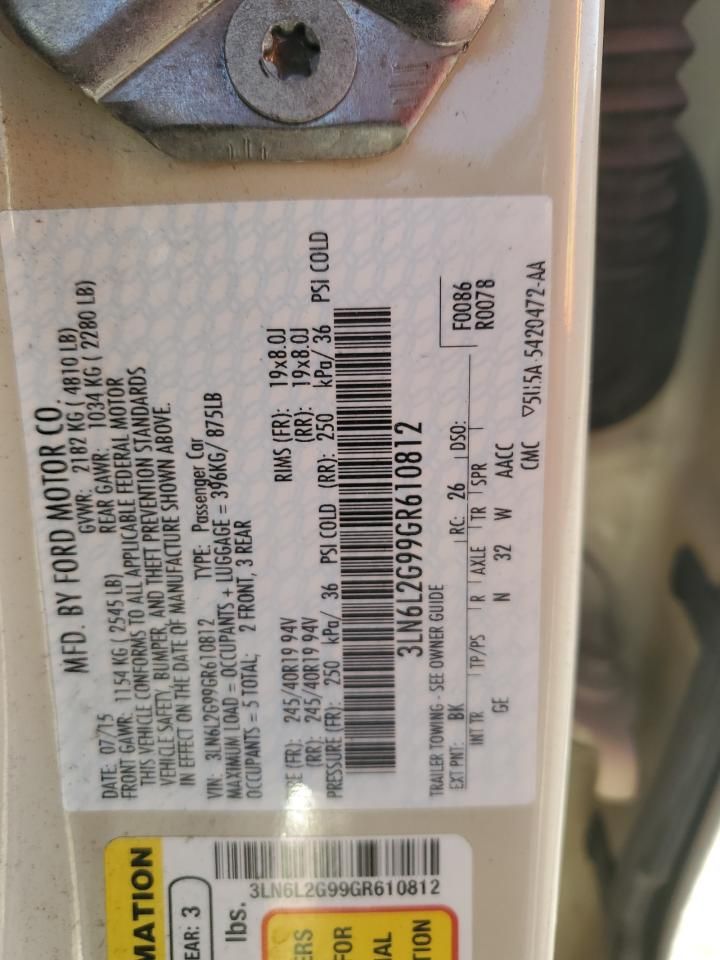 MFD. BY FORD MOTOR CO.
DATE: 07/15 GVWR: 2182 KG ( 4810 LB)
FRONT GAWR: 1154 KG ( 2545 LB) REAR GAWR: 1034 KG ( 2280 LB)
THIS VEHICLE CONFORMS TO ALL APPLICABLE FEDERAL MOTOR
VEHICLE SAFETY, BUMPER, AND THEFT PREVENTION STANDARDS
IN EFFECT ON THE DATE OF MANUFACTURE SHOWN ABOVE.
VIN: 3LN6L2G99GR610812 TYPE: Passenger Car
MAXIMUM LOAD = OCCUPANTS + LUGGAGE = 396KG/ 875LB
OCCUPANTS = 5 TOTAL; 2 FRONT, 3 REAR
RE (FR): 245/40R19 94V RIMS (FR): 19x8.0J
(RR): 245/40R19 94V (RR): 19x8.0J
PRESSURE (FR): 250 kPa/ 36 PSI COLD (RR): 250 kPa/ 36 PSI COLD
3LN6L2G99GR610812
TRAILER TOWING - SEE OWNER GUIDE
EXT PNT: BK RC: 26 DSO: F0086
R0078
INT TR TP/PS R AXLE TR SPR
GE N 32 W AACC
CMC 5420472-AA
MATION
EAR: 3
lbs.
3LN6L2G99GR610812
ERS
FOR
NAL
TION